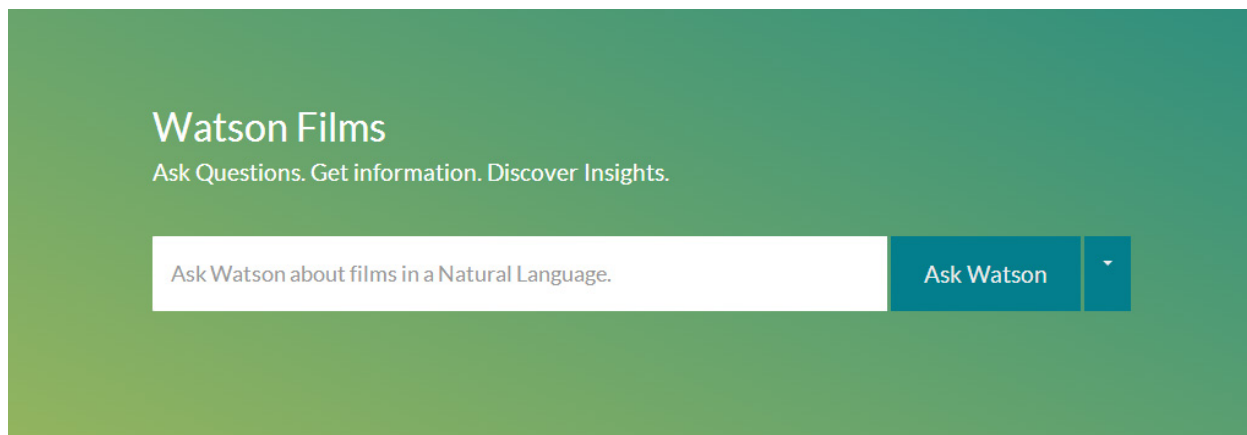 Watson Films
Ask Questions. Get information. Discover Insights.
Ask Watson about films in a Natural Language.
Ask Watson